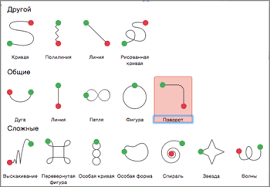 Другой
Кривая Полилиния Линия Рисованная
кривая
Общие
Дуга Линия Петля Фигура Поворот
Сложные
Выскакивание Перевернутая
фигура Особая кривая Особая форма Спираль Звезда Волны